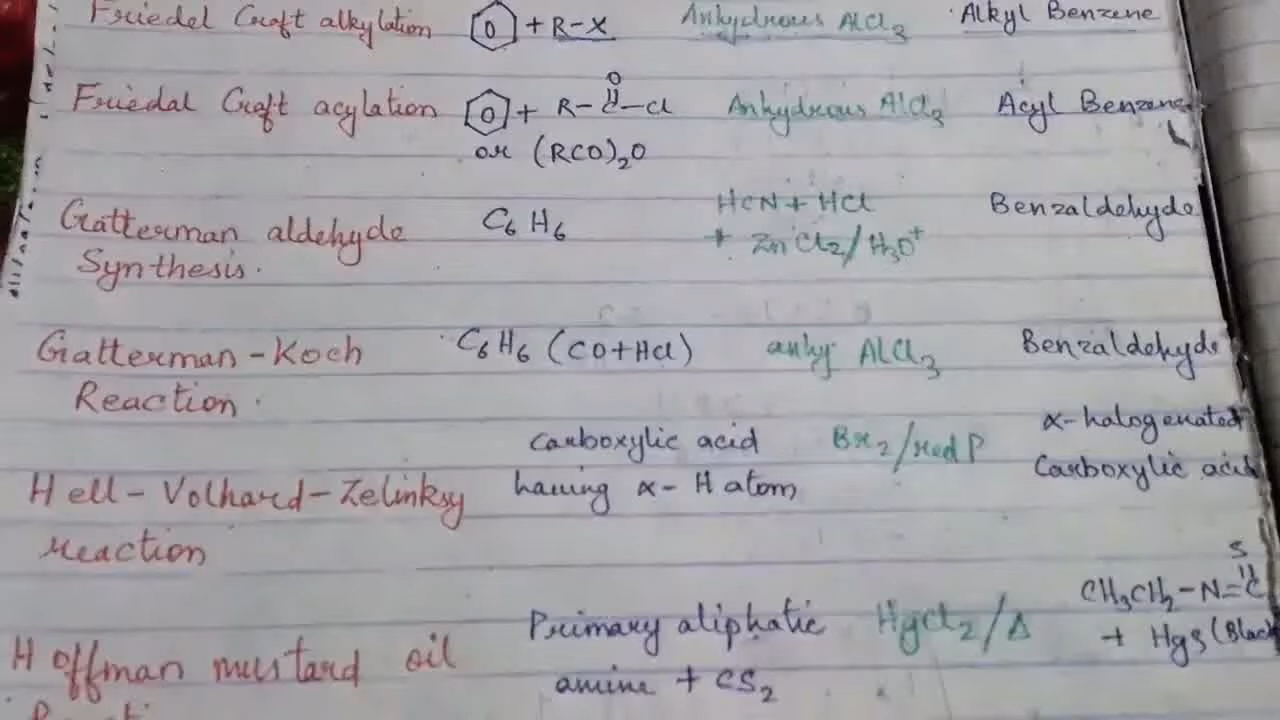 Friedel Craft alkylation ⌬ + R-X Anhydrous AlCl3 Alkyl Benzene
Friedal Craft acylation ⌬ + R-C(=O)-Cl Anhydrous AlCl3 Acyl Benzene
or (RCO)2O
Gatterman aldehyde C6H6 HCN + HCl Benzaldehyde
Synthesis. + ZnCl2/H3O+
Gatterman-Koch C6H6 (CO+HCl) anhy. AlCl3 Benzaldehyde
Reaction.
carboxylic acid Br2/red P α-halogenated
Hell-Volhard-Zelinksy having α-H atom Carboxylic acid
reaction
S
Primary aliphatic HgCl2/Δ CH3CH2-N=C
Hoffman mustard oil amine + CS2 + HgS (Black